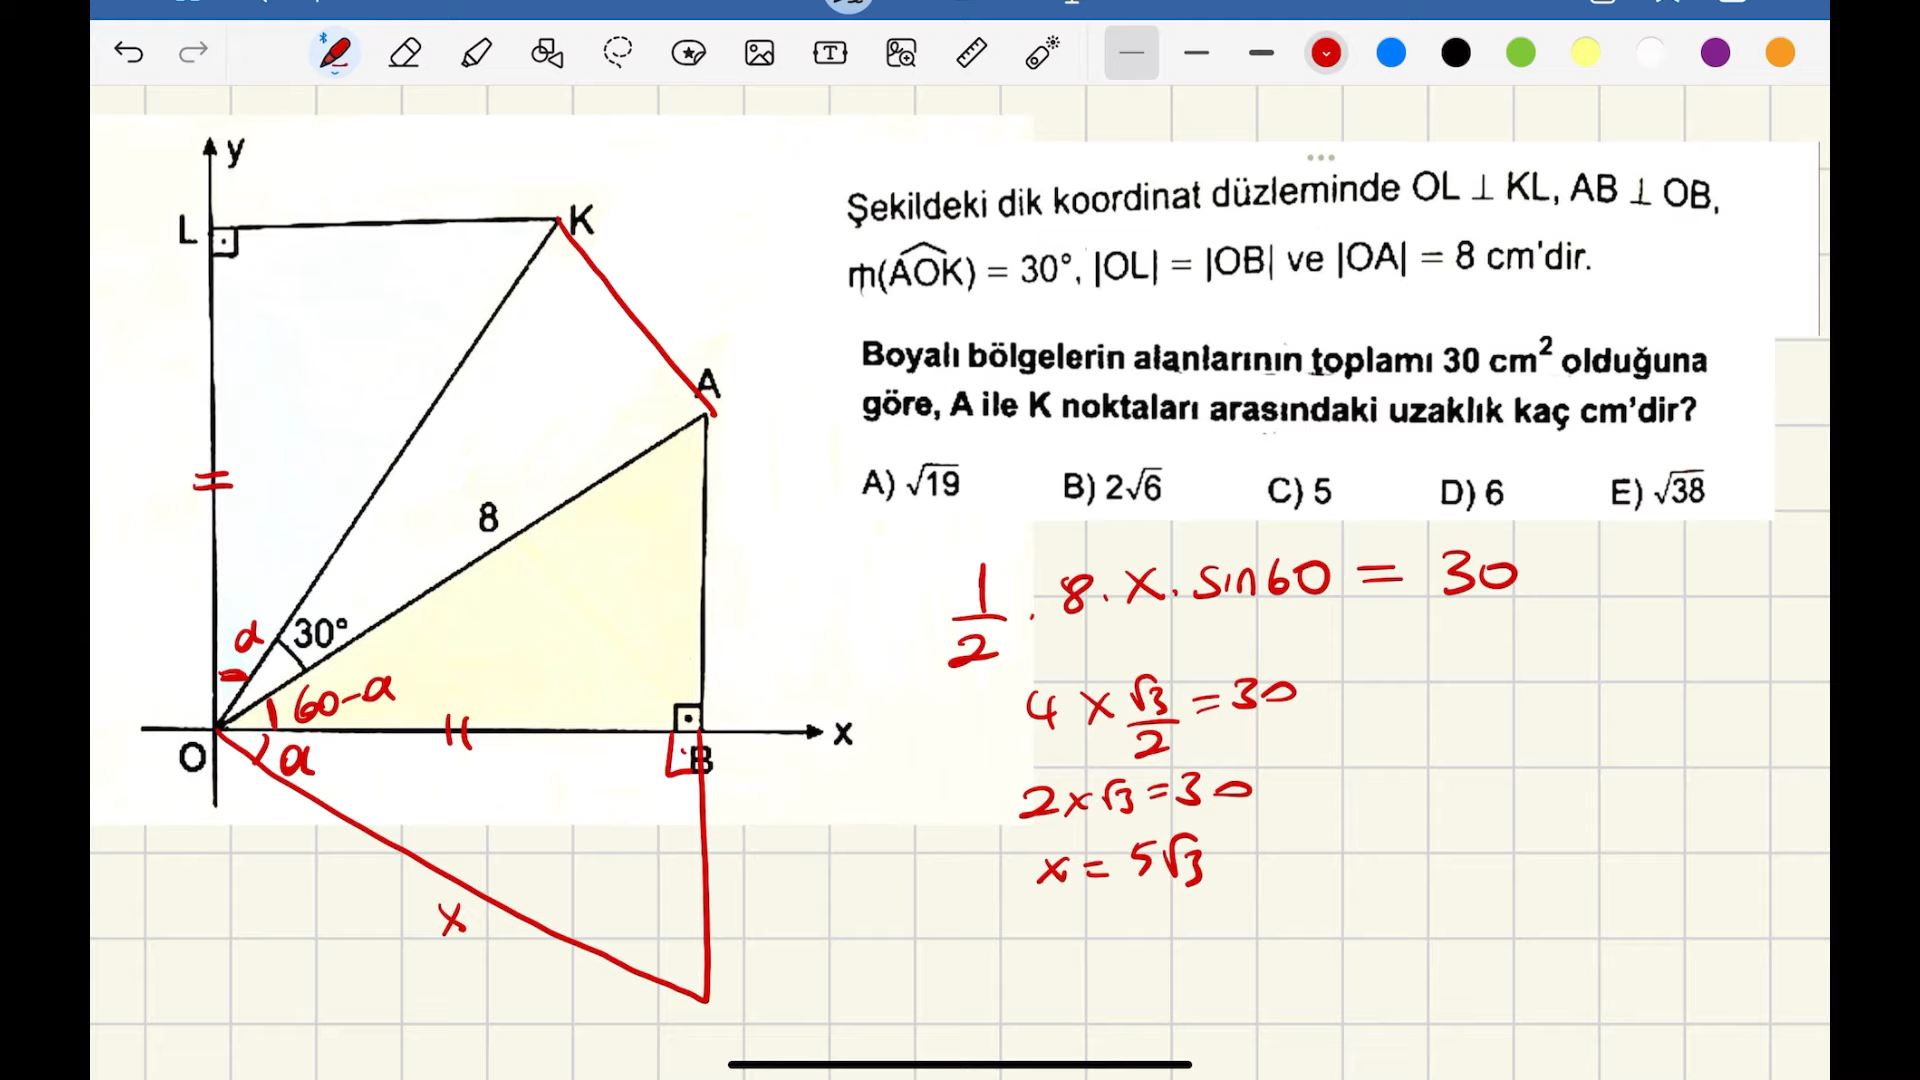 y
L
K
A
8
α
30°
60-α
x
O
α
B
x
Şekildeki dik koordinat düzleminde OL ⊥ KL, AB ⊥ OB,
m(AOK) = 30°, |OL| = |OB| ve |OA| = 8 cm'dir.
Boyalı bölgelerin alanlarının toplamı 30 cm² olduğuna
göre, A ile K noktaları arasındaki uzaklık kaç cm'dir?
A) √19 B) 2√6 C) 5 D) 6 E) √38
1/2 · 8 · x · sin60 = 30
4 x √3/2 = 30
2x√3 = 30
x = 5√3